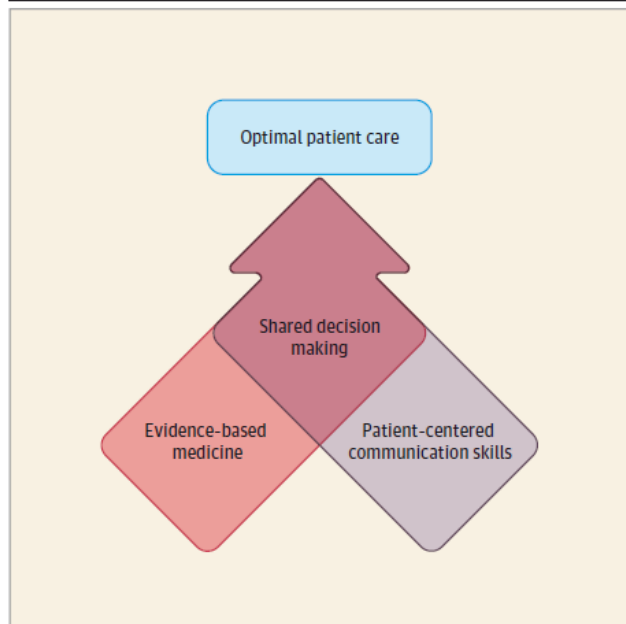 Optimal patient care
Shared decision
making
Evidence-based
medicine
Patient-centered
communication skills